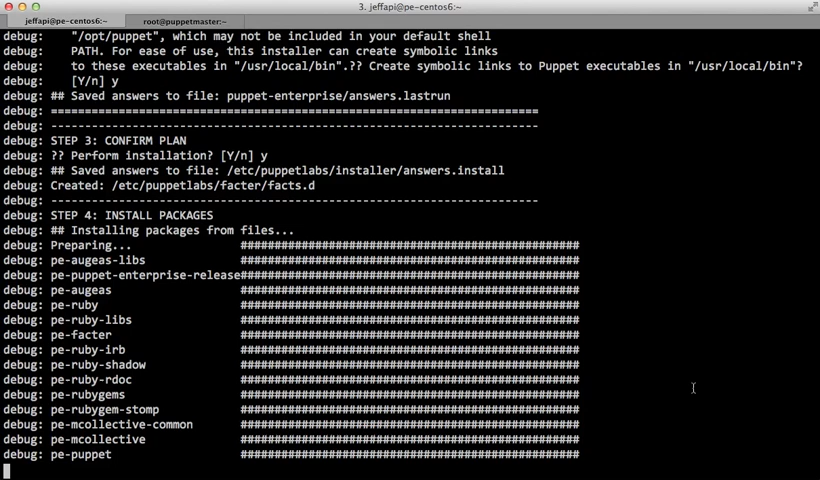 3. jeffapi@pe-centos6:~
jeffapi@pe-centos6:~
root@puppetmaster:~
debug:    "/opt/puppet", which may not be included in your default shell
debug:    PATH. For ease of use, this installer can create symbolic links
debug:    to these executables in "/usr/local/bin".?? Create symbolic links to Puppet executables in "/usr/local/bin"?
debug:    [Y/n] y
debug: ## Saved answers to file: puppet-enterprise/answers.lastrun
debug: ========================================================================
debug: ------------------------------------------------------------------------
debug: STEP 3: CONFIRM PLAN
debug: ?? Perform installation? [Y/n] y
debug: ## Saved answers to file: /etc/puppetlabs/installer/answers.install
debug: Created: /etc/puppetlabs/facter/facts.d
debug: ------------------------------------------------------------------------
debug: STEP 4: INSTALL PACKAGES
debug: ## Installing packages from files...
debug: Preparing...                ##################################################
debug: pe-augeas-libs              ##################################################
debug: pe-puppet-enterprise-release##################################################
debug: pe-augeas                   ##################################################
debug: pe-ruby                     ##################################################
debug: pe-ruby-libs                ##################################################
debug: pe-facter                   ##################################################
debug: pe-ruby-irb                 ##################################################
debug: pe-ruby-shadow              ##################################################
debug: pe-ruby-rdoc                ##################################################
debug: pe-rubygems                 ##################################################
debug: pe-rubygem-stomp            ##################################################
debug: pe-mcollective-common       ##################################################
debug: pe-mcollective              ##################################################
debug: pe-puppet                   ##################################################